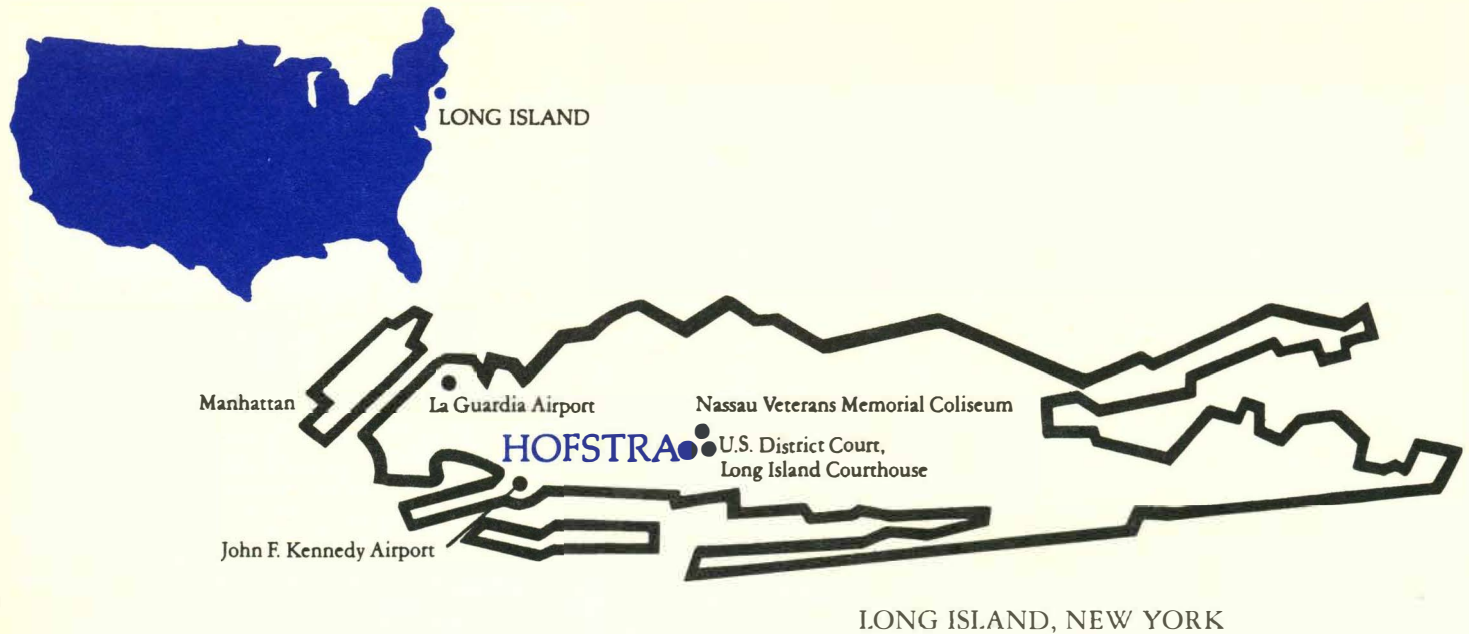 LONG ISLAND
Manhattan
La Guardia Airport
Nassau Veterans Memorial Coliseum
HOFSTRA
U.S. District Court,
Long Island Courthouse
John F. Kennedy Airport
LONG ISLAND, NEW YORK